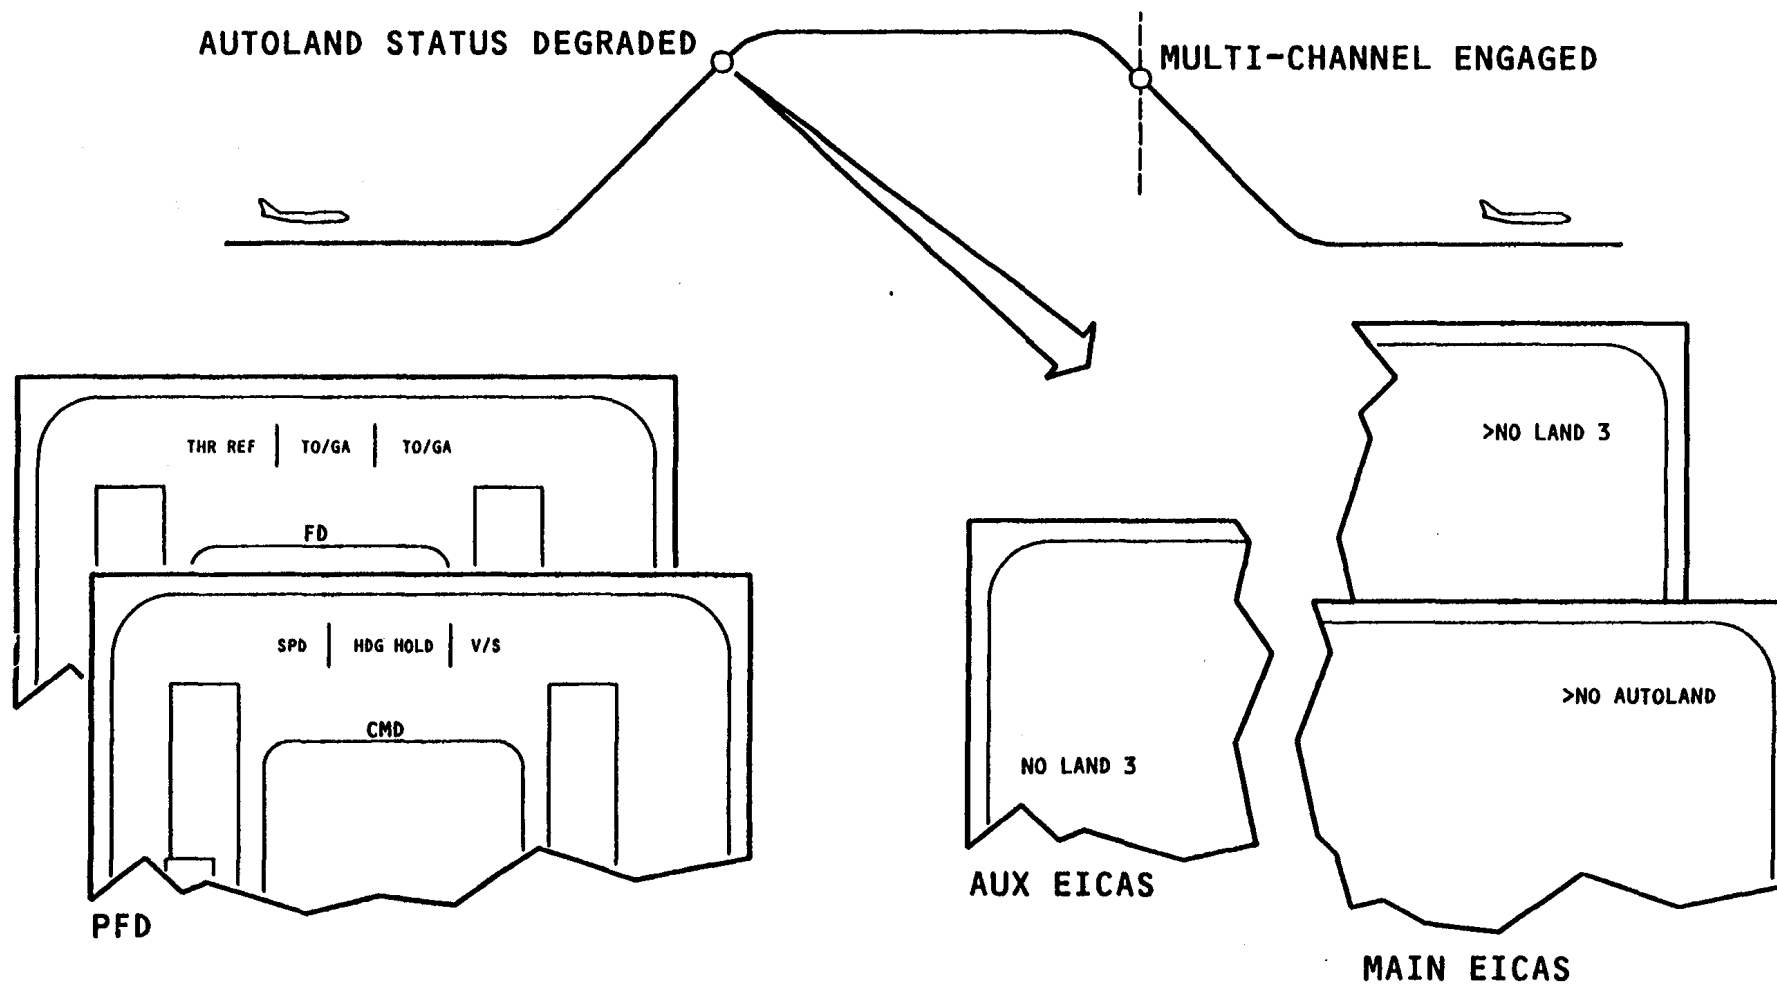 AUTOLAND STATUS DEGRADED
MULTI-CHANNEL ENGAGED
THR REF | TO/GA | TO/GA
FD
SPD | HDG HOLD | V/S
CMD
PFD
NO LAND 3
AUX EICAS
>NO LAND 3
>NO AUTOLAND
MAIN EICAS